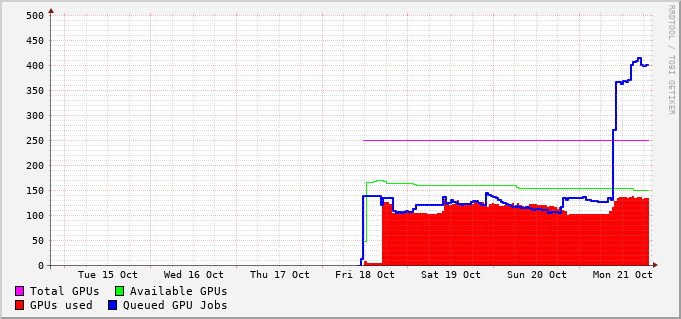 500
450
400
350
300
250
200
150
100
50
0
Tue 15 Oct Wed 16 Oct Thu 17 Oct Fri 18 Oct Sat 19 Oct Sun 20 Oct Mon 21 Oct
Total GPUs Available GPUs
GPUs used Queued GPU Jobs
RRDTOOL / TOBI OETIKER